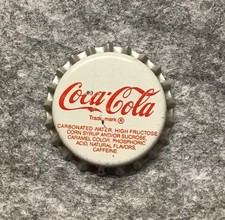 Coca-Cola
Trade mark ®
CARBONATED WATER, HIGH FRUCTOSE
CORN SYRUP AND/OR SUCROSE,
CARAMEL COLOR, PHOSPHORIC
ACID, NATURAL FLAVORS,
CAFFEINE